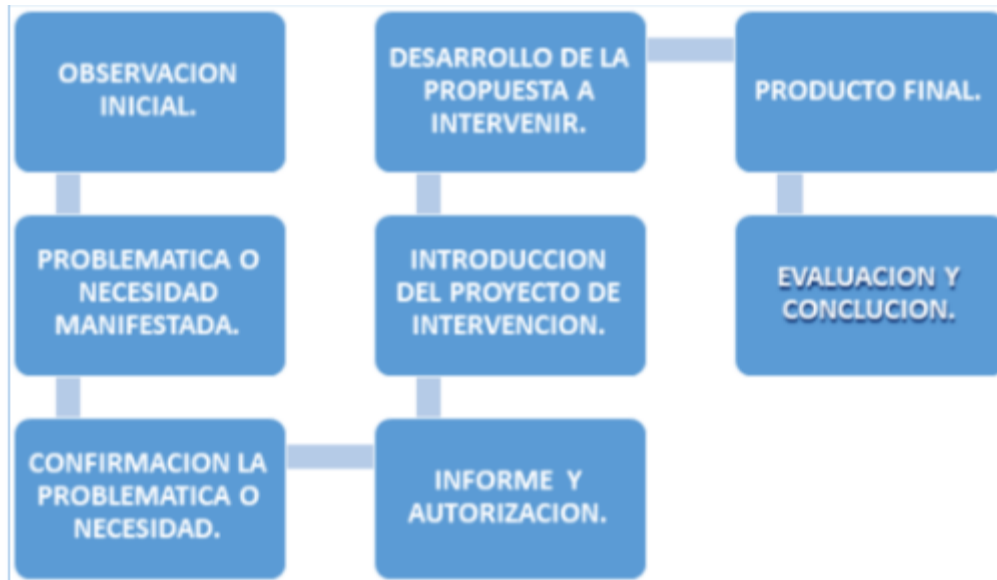 OBSERVACION
INICIAL.
PROBLEMATICA O
NECESIDAD
MANIFESTADA.
CONFIRMACION LA
PROBLEMATICA O
NECESIDAD.
INFORME Y
AUTORIZACION.
INTRODUCCION
DEL PROYECTO DE
INTERVENCION.
DESARROLLO DE LA
PROPUESTA A
INTERVENIR.
PRODUCTO FINAL.
EVALUACION Y
CONCLUCION.